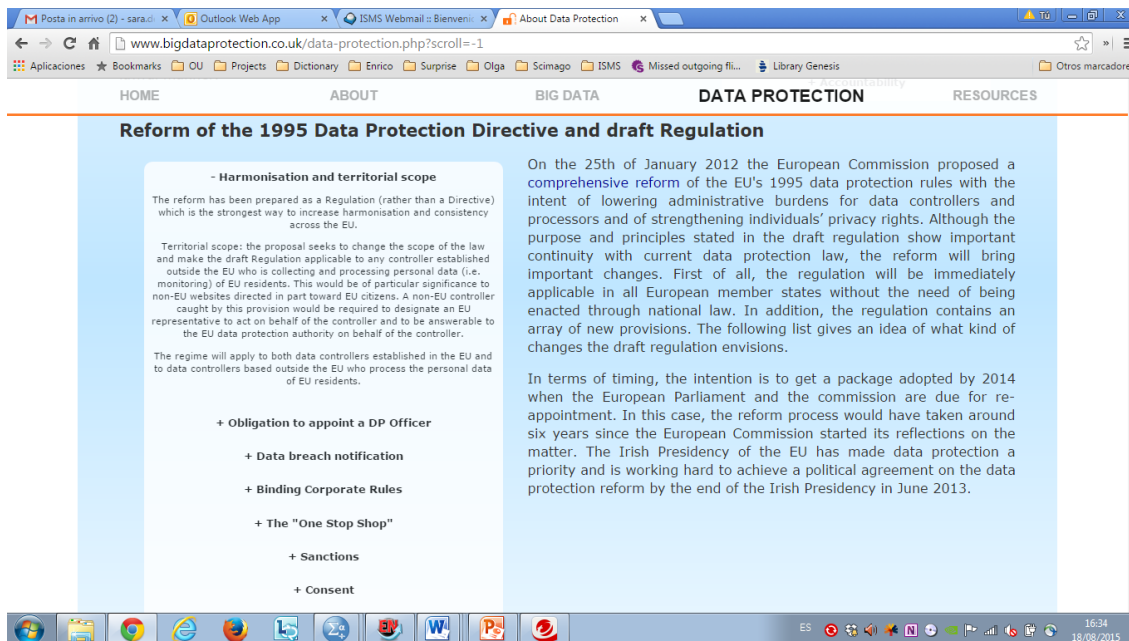 Posta in arrivo (2) - sara.d
Outlook Web App
ISMS Webmail :: Bienvenic
About Data Protection
Tú
www.bigdataprotection.co.uk/data-protection.php?scroll=-1
Aplicaciones
Bookmarks
OU
Projects
Dictionary
Enrico
Surprise
Olga
Scimago
ISMS
Missed outgoing fli...
Library Genesis
Otros marcadore
+ Accountability
HOME
ABOUT
BIG DATA
DATA PROTECTION
RESOURCES
Reform of the 1995 Data Protection Directive and draft Regulation
- Harmonisation and territorial scope
The reform has been prepared as a Regulation (rather than a Directive)
which is the strongest way to increase harmonisation and consistency
across the EU.
Territorial scope: the proposal seeks to change the scope of the law
and make the draft Regulation applicable to any controller established
outside the EU who is collecting and processing personal data (i.e.
monitoring) of EU residents. This would be of particular significance to
non-EU websites directed in part toward EU citizens. A non-EU controller
caught by this provision would be required to designate an EU
representative to act on behalf of the controller and to be answerable to
the EU data protection authority on behalf of the controller.
The regime will apply to both data controllers established in the EU and
to data controllers based outside the EU who process the personal data
of EU residents.
+ Obligation to appoint a DP Officer
+ Data breach notification
+ Binding Corporate Rules
+ The "One Stop Shop"
+ Sanctions
+ Consent
On the 25th of January 2012 the European Commission proposed a
comprehensive reform of the EU's 1995 data protection rules with the
intent of lowering administrative burdens for data controllers and
processors and of strengthening individuals' privacy rights. Although the
purpose and principles stated in the draft regulation show important
continuity with current data protection law, the reform will bring
important changes. First of all, the regulation will be immediately
applicable in all European member states without the need of being
enacted through national law. In addition, the regulation contains an
array of new provisions. The following list gives an idea of what kind of
changes the draft regulation envisions.
In terms of timing, the intention is to get a package adopted by 2014
when the European Parliament and the commission are due for re-
appointment. In this case, the reform process would have taken around
six years since the European Commission started its reflections on the
matter. The Irish Presidency of the EU has made data protection a
priority and is working hard to achieve a political agreement on the data
protection reform by the end of the Irish Presidency in June 2013.
ES
16:34
18/08/2015